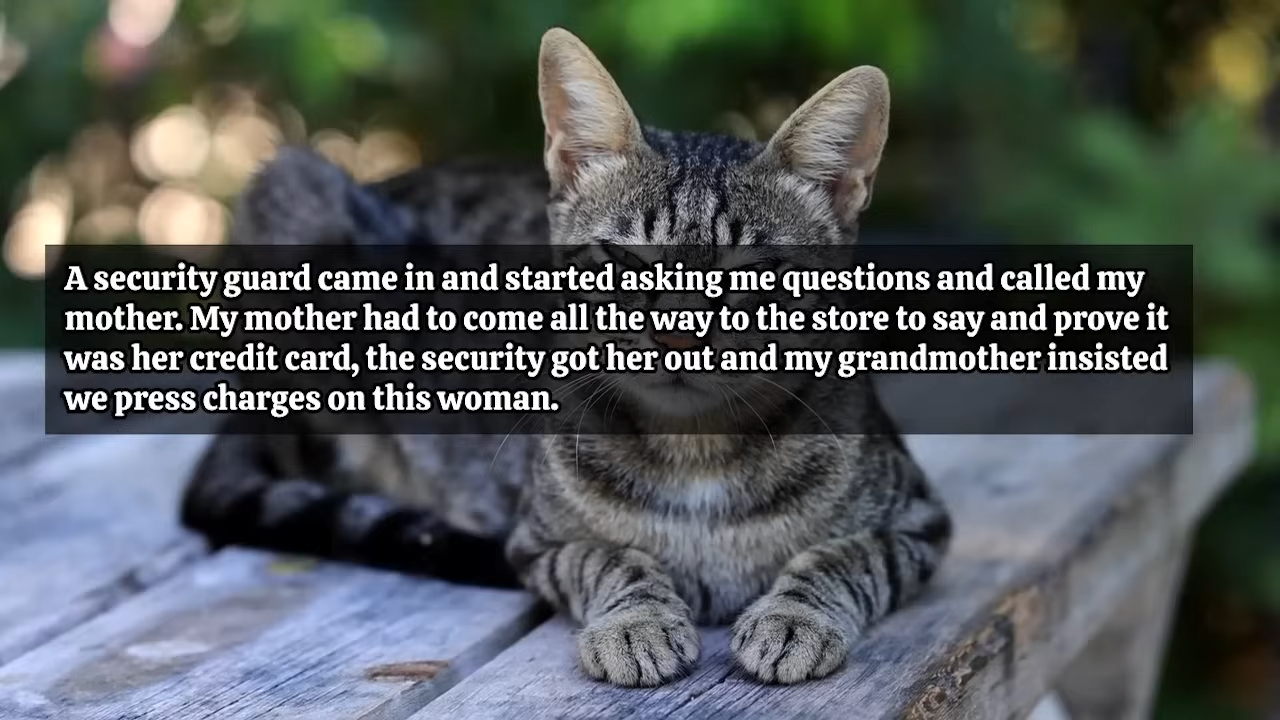 A security guard came in and started asking me questions and called my
mother. My mother had to come all the way to the store to say and prove it
was her credit card, the security got her out and my grandmother insisted
we press charges on this woman.